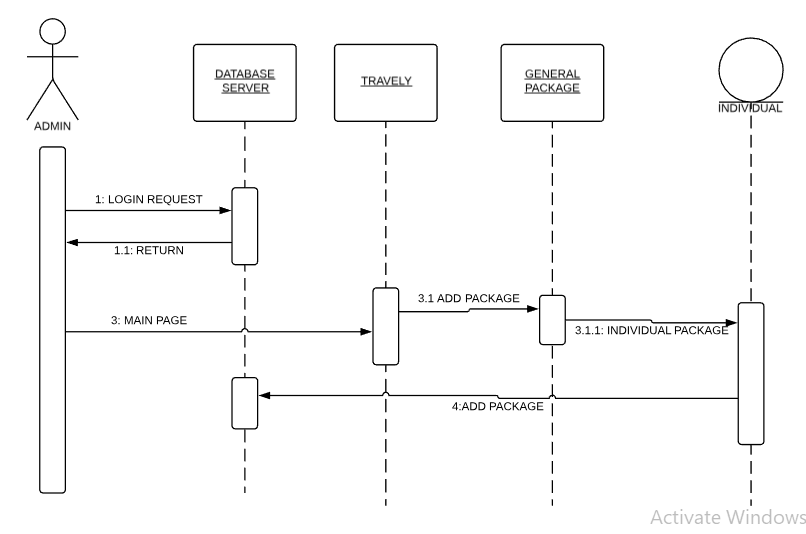 DATABASE
SERVER
TRAVELY
GENERAL
PACKAGE
INDIVIDUAL
ADMIN
1: LOGIN REQUEST
1.1: RETURN
3.1 ADD PACKAGE
3: MAIN PAGE
3.1.1: INDIVIDUAL PACKAGE
4:ADD PACKAGE
Activate Windows